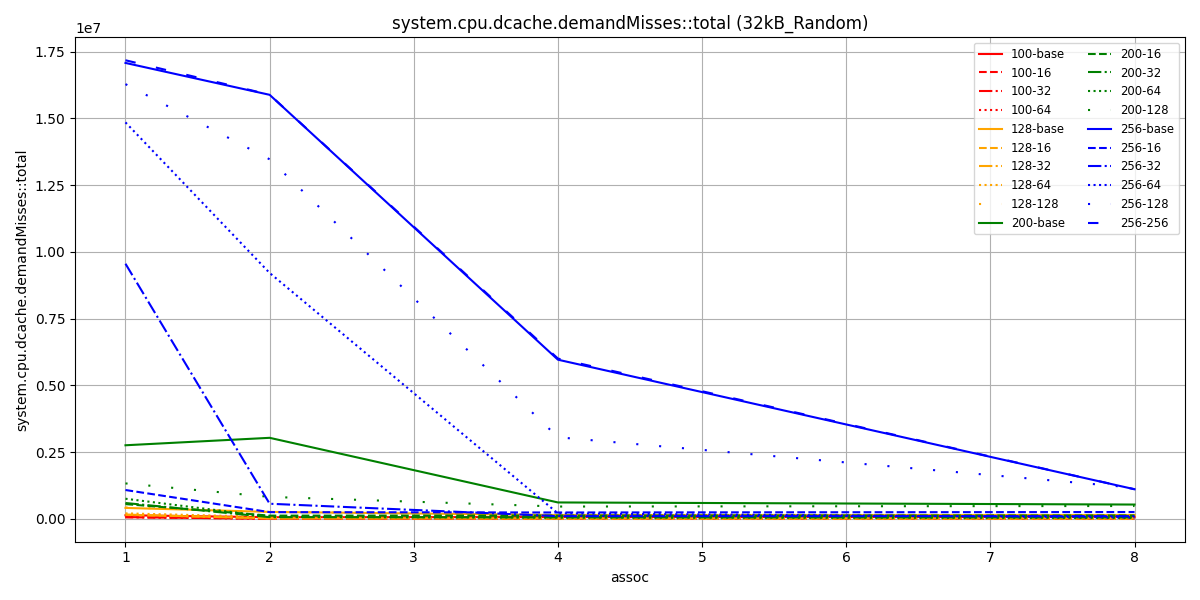 system.cpu.dcache.demandMisses::total (32kB_Random)
1e7
1.75
1.50
1.25
1.00
0.75
0.50
0.25
0.00
system.cpu.dcache.demandMisses::total
1 2 3 4 5 6 7 8
assoc
100-base
100-16
100-32
100-64
128-base
128-16
128-32
128-64
128-128
200-base
200-16
200-32
200-64
200-128
256-base
256-16
256-32
256-64
256-128
256-256